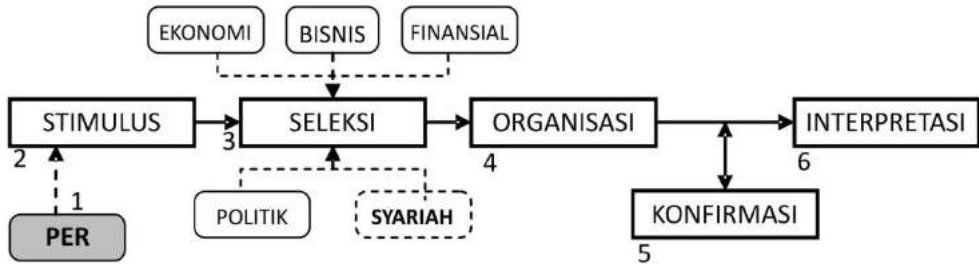 EKONOMI BISNIS FINANSIAL
STIMULUS SELEKSI ORGANISASI INTERPRETASI
2 3 4 6
1 POLITIK SYARIAH KONFIRMASI
PER 5